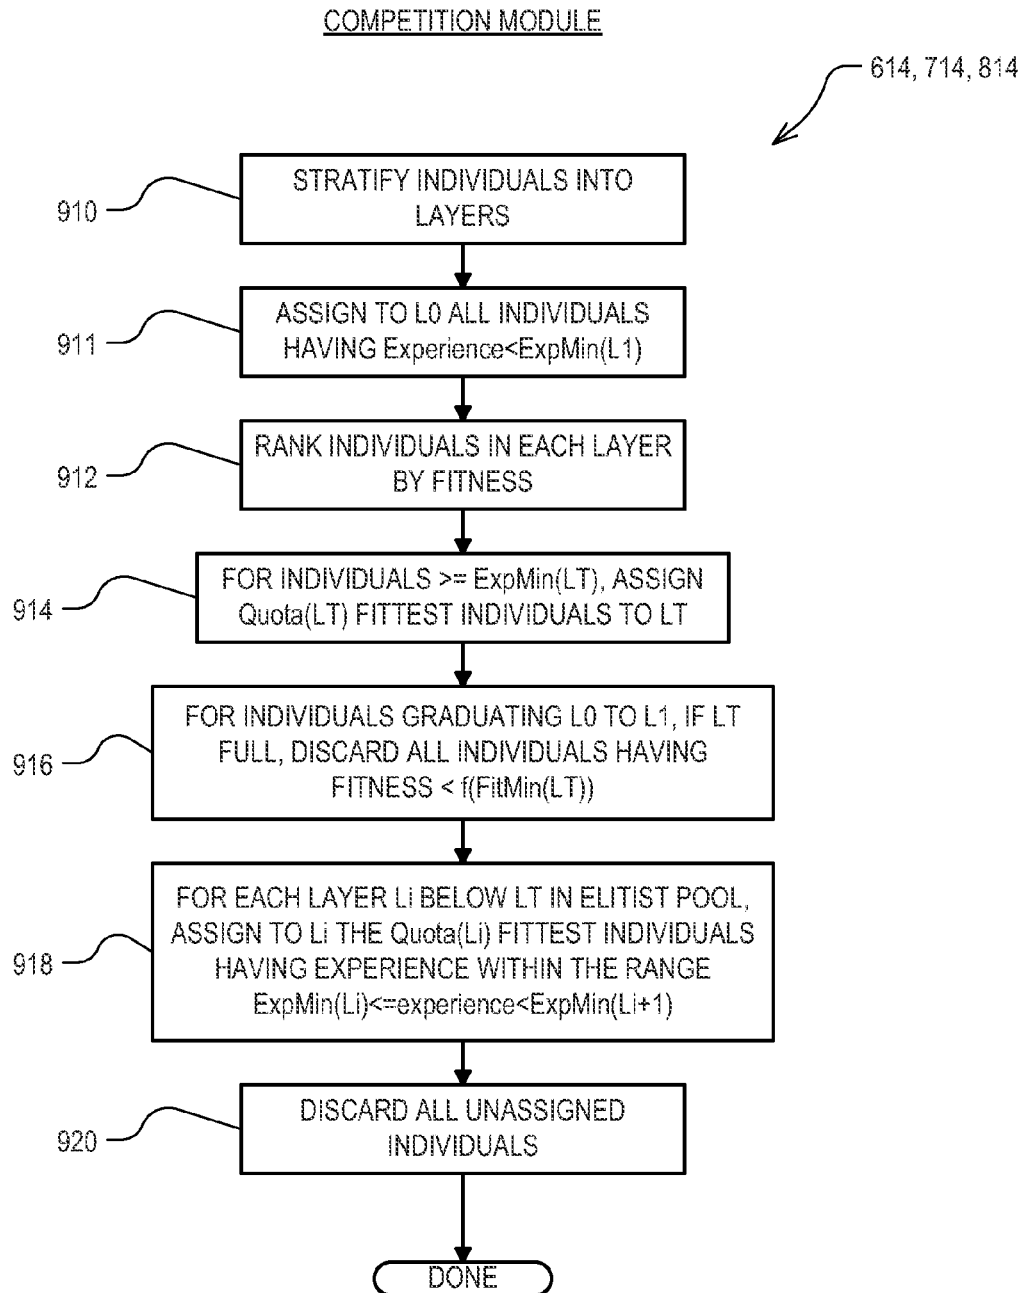 COMPETITION MODULE
614, 714, 814
910
STRATIFY INDIVIDUALS INTO
LAYERS
911
ASSIGN TO L0 ALL INDIVIDUALS
HAVING Experience<ExpMin(L1)
912
RANK INDIVIDUALS IN EACH LAYER
BY FITNESS
914
FOR INDIVIDUALS >= ExpMin(LT), ASSIGN
Quota(LT) FITTEST INDIVIDUALS TO LT
916
FOR INDIVIDUALS GRADUATING L0 TO L1, IF LT
FULL, DISCARD ALL INDIVIDUALS HAVING
FITNESS < f(FitMin(LT))
918
FOR EACH LAYER Li BELOW LT IN ELITIST POOL,
ASSIGN TO Li THE Quota(Li) FITTEST INDIVIDUALS
HAVING EXPERIENCE WITHIN THE RANGE
ExpMin(Li)<=experience<ExpMin(Li+1)
920
DISCARD ALL UNASSIGNED
INDIVIDUALS
DONE